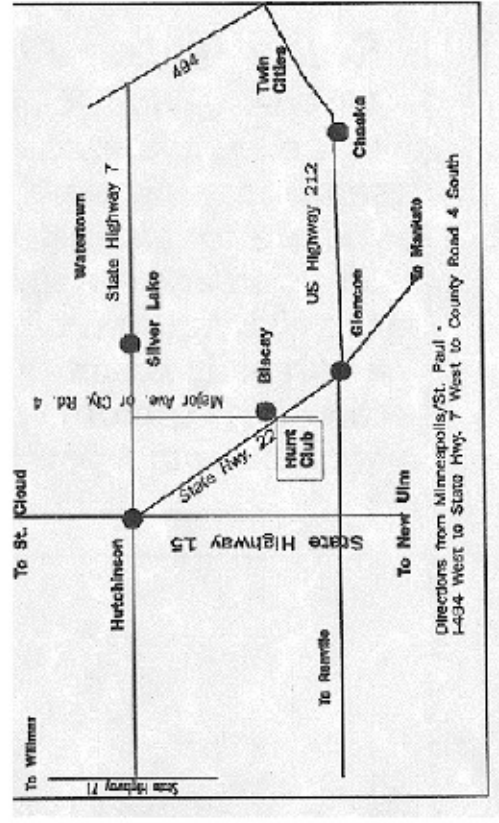 To Willmar
To St. Cloud
State Highway 71
Hutchinson
Watertown
State Highway 7
494
Silver Lake
Major Ave. or Cty. Rd. 4
State Hwy. 22
State Highway 15
Biscay
Hunt
Club
Twin
Cities
US Highway 212
Chaska
Glencoe
To Renville
To New Ulm
To Mankato
Directions from Minneapolis/St. Paul -
I-494 West to State Hwy. 7 West to County Road 4 South